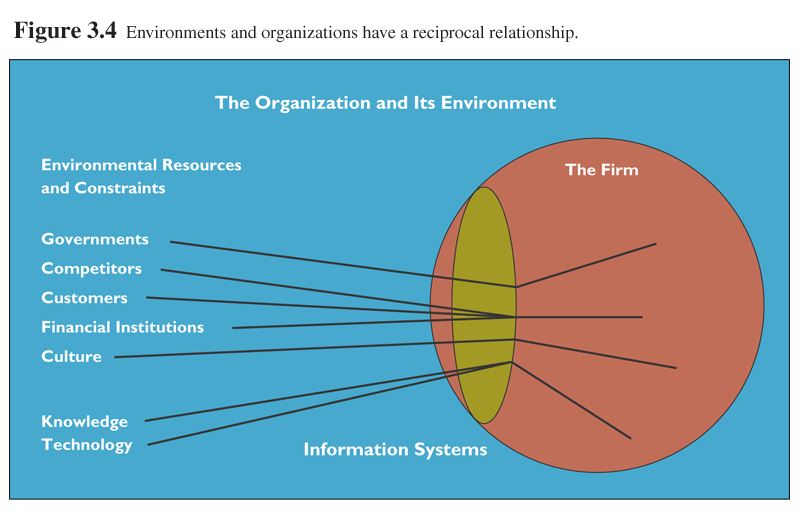 Figure 3.4 Environments and organizations have a reciprocal relationship.
The Organization and Its Environment
Environmental Resources
and Constraints
The Firm
Governments
Competitors
Customers
Financial Institutions
Culture
Knowledge
Technology
Information Systems